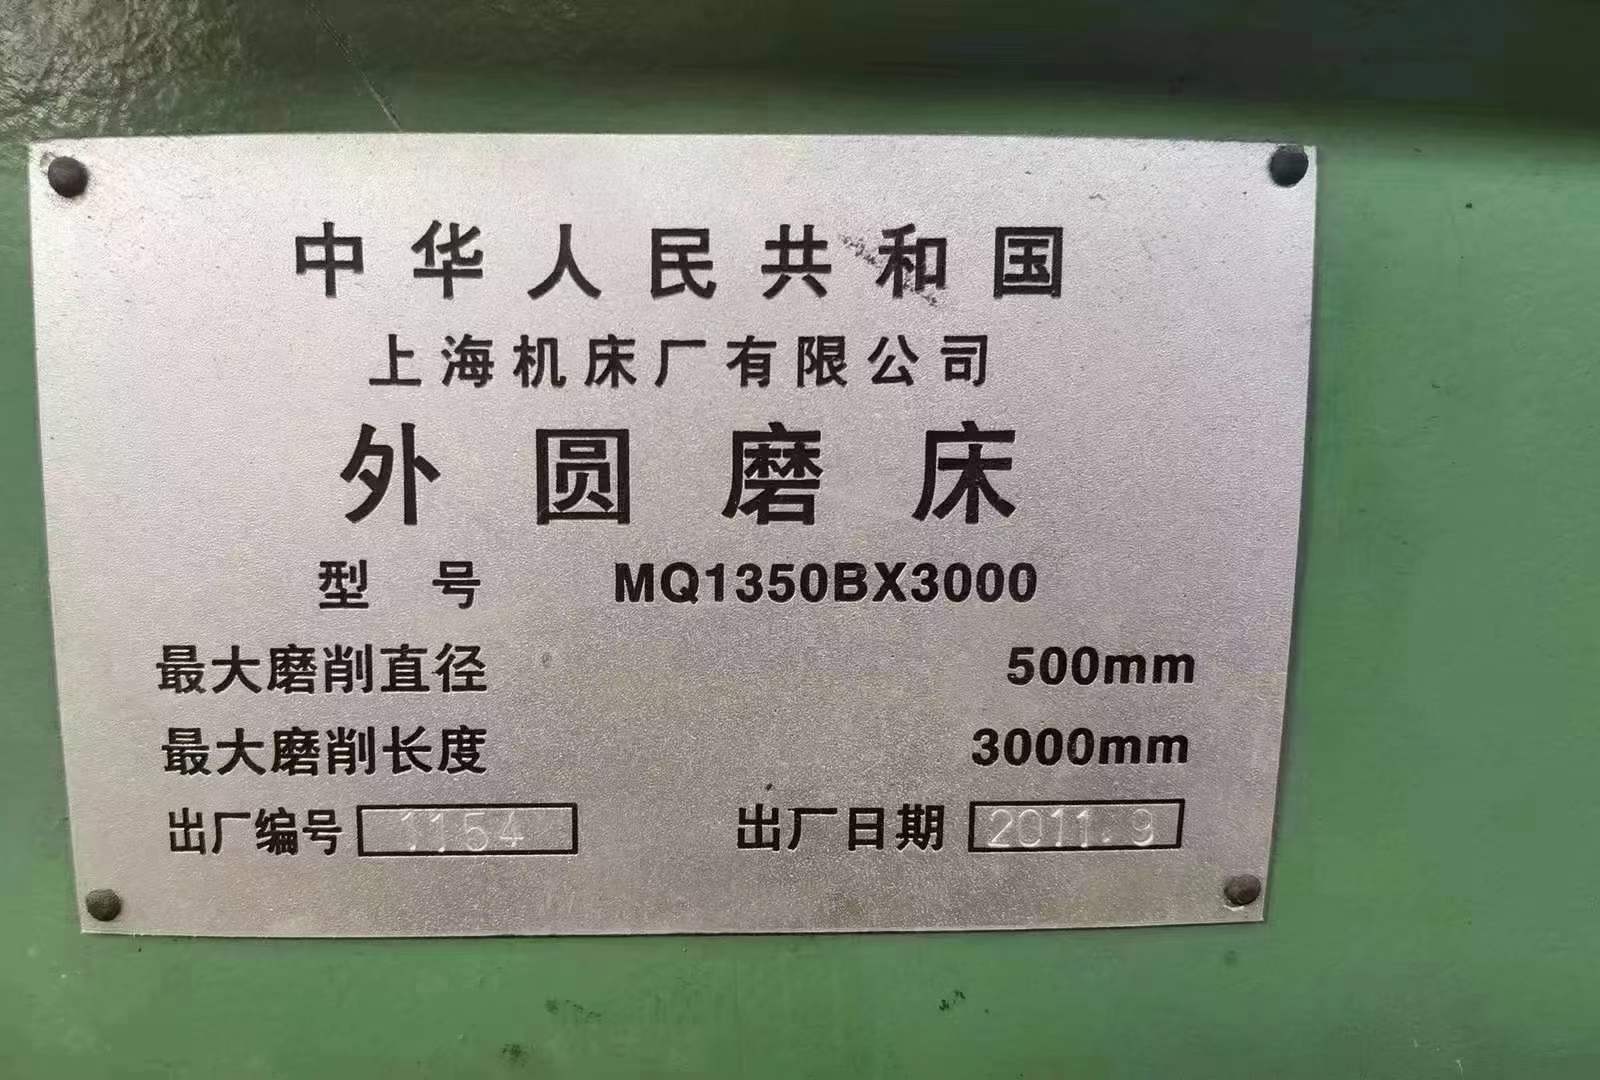 中华人民共和国
上海机床厂有限公司
外圆磨床
型号 MQ1350BX3000
最大磨削直径 500mm
最大磨削长度 3000mm
出厂编号 1154 出厂日期 2011.9